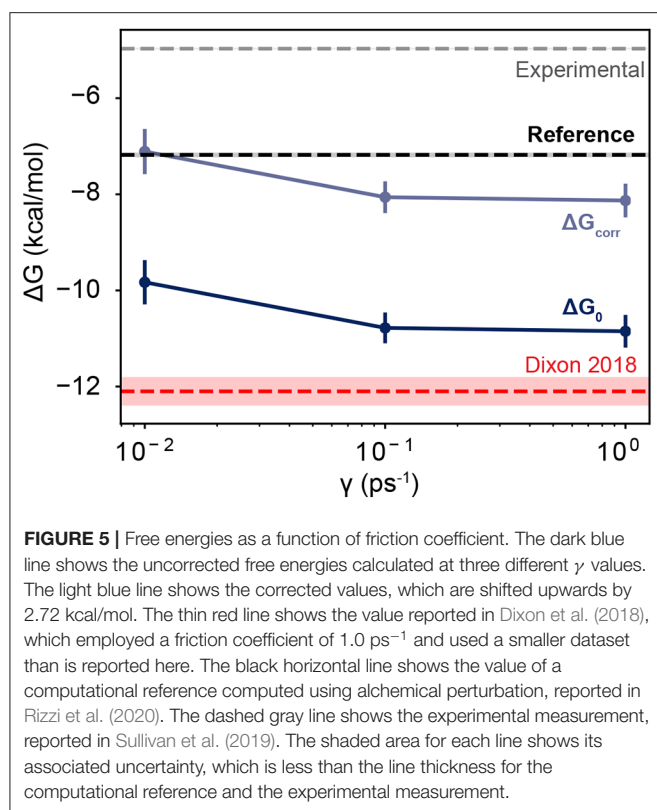 Experimental
−6
Reference
−8
ΔG_corr
ΔG (kcal/mol)
−10
ΔG₀
Dixon 2018
−12
10⁻² 10⁻¹ 10⁰
γ (ps⁻¹)
FIGURE 5 | Free energies as a function of friction coefficient. The dark blue
line shows the uncorrected free energies calculated at three different γ values.
The light blue line shows the corrected values, which are shifted upwards by
2.72 kcal/mol. The thin red line shows the value reported in Dixon et al. (2018),
which employed a friction coefficient of 1.0 ps⁻¹ and used a smaller dataset
than is reported here. The black horizontal line shows the value of a
computational reference computed using alchemical perturbation, reported in
Rizzi et al. (2020). The dashed gray line shows the experimental measurement,
reported in Sullivan et al. (2019). The shaded area for each line shows its
associated uncertainty, which is less than the line thickness for the
computational reference and the experimental measurement.